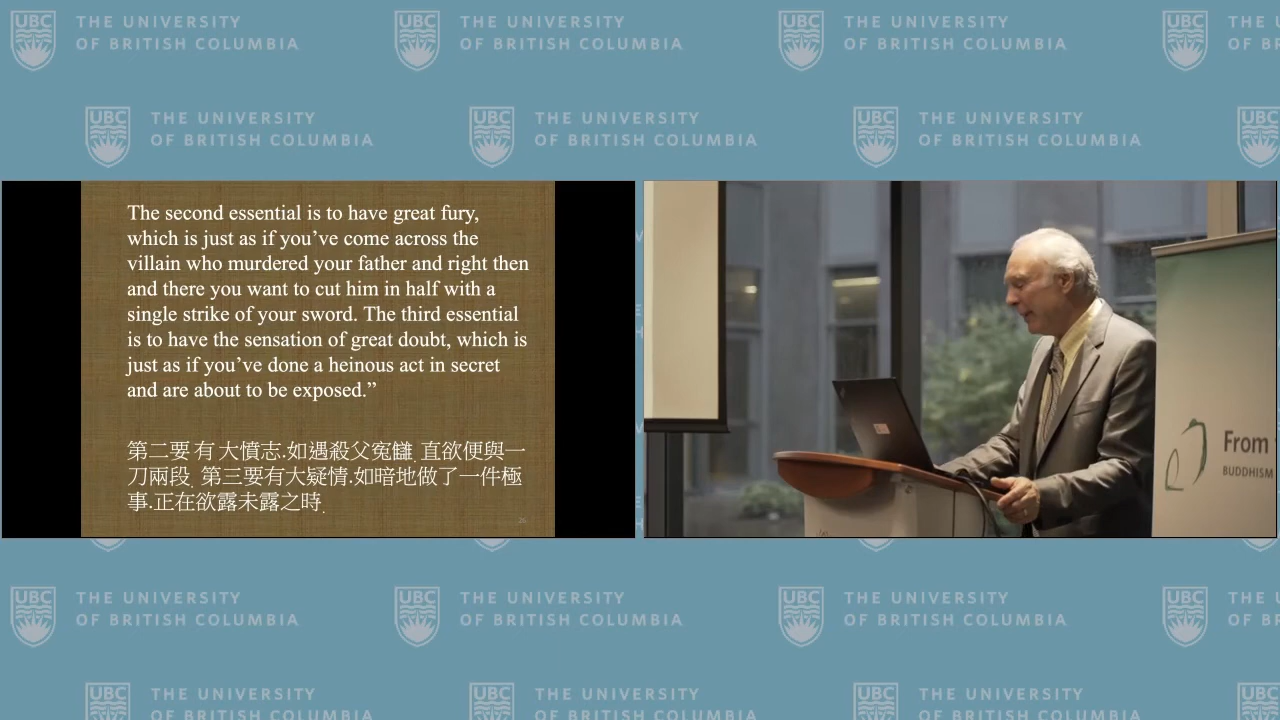 UBC THE UNIVERSITY OF BRITISH COLUMBIA
The second essential is to have great fury,
which is just as if you’ve come across the
villain who murdered your father and right then
and there you want to cut him in half with a
single strike of your sword. The third essential
is to have the sensation of great doubt, which is
just as if you’ve done a heinous act in secret
and are about to be exposed.”
第二要有大憤志.如遇殺父寃讎. 直欲便與一
刀兩段. 第三要有大疑情.如暗地做了一件極
事.正在欲露未露之時.
26
From
BUDDHISM